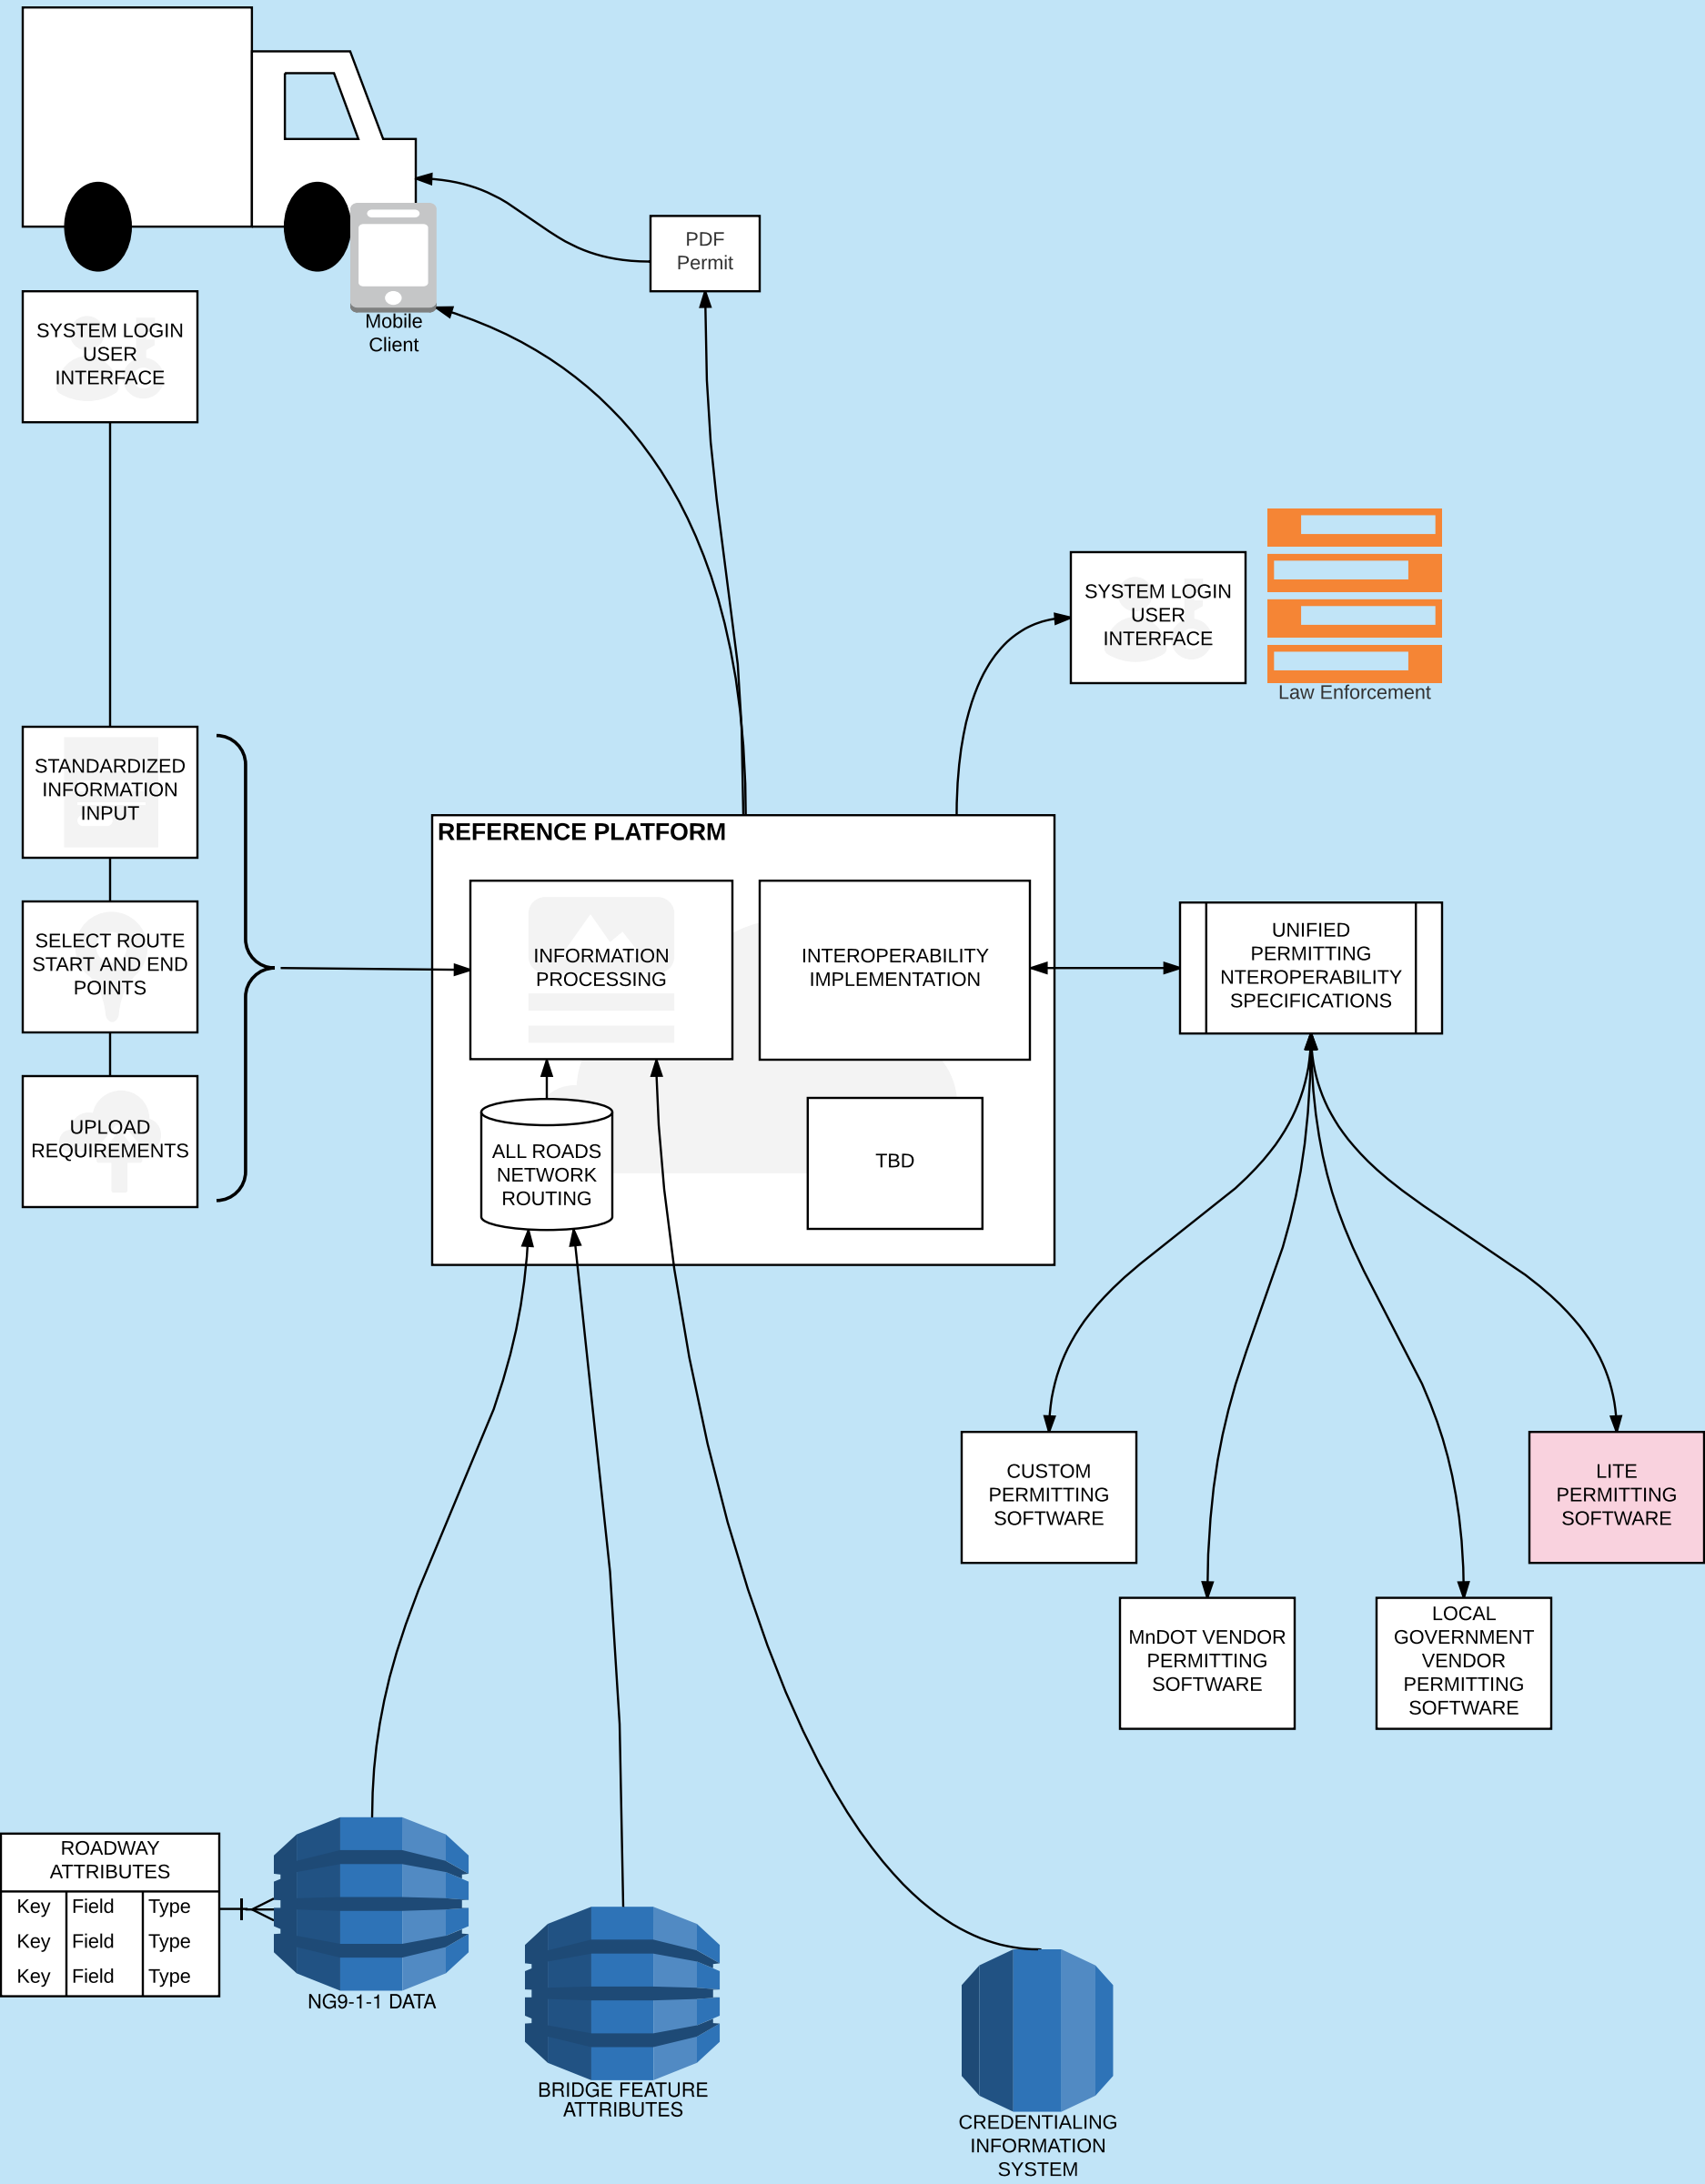 PDF
Permit
SYSTEM LOGIN
USER
INTERFACE
Mobile
Client
SYSTEM LOGIN
USER
INTERFACE
Law Enforcement
STANDARDIZED
INFORMATION
INPUT
SELECT ROUTE
START AND END
POINTS
UPLOAD
REQUIREMENTS
REFERENCE PLATFORM
INFORMATION
PROCESSING
INTEROPERABILITY
IMPLEMENTATION
ALL ROADS
NETWORK
ROUTING
TBD
UNIFIED
PERMITTING
NTEROPERABILITY
SPECIFICATIONS
CUSTOM
PERMITTING
SOFTWARE
LITE
PERMITTING
SOFTWARE
MnDOT VENDOR
PERMITTING
SOFTWARE
LOCAL
GOVERNMENT
VENDOR
PERMITTING
SOFTWARE
ROADWAY
ATTRIBUTES
Key Field Type
Key Field Type
Key Field Type
NG9-1-1 DATA
BRIDGE FEATURE
ATTRIBUTES
CREDENTIALING
INFORMATION
SYSTEM